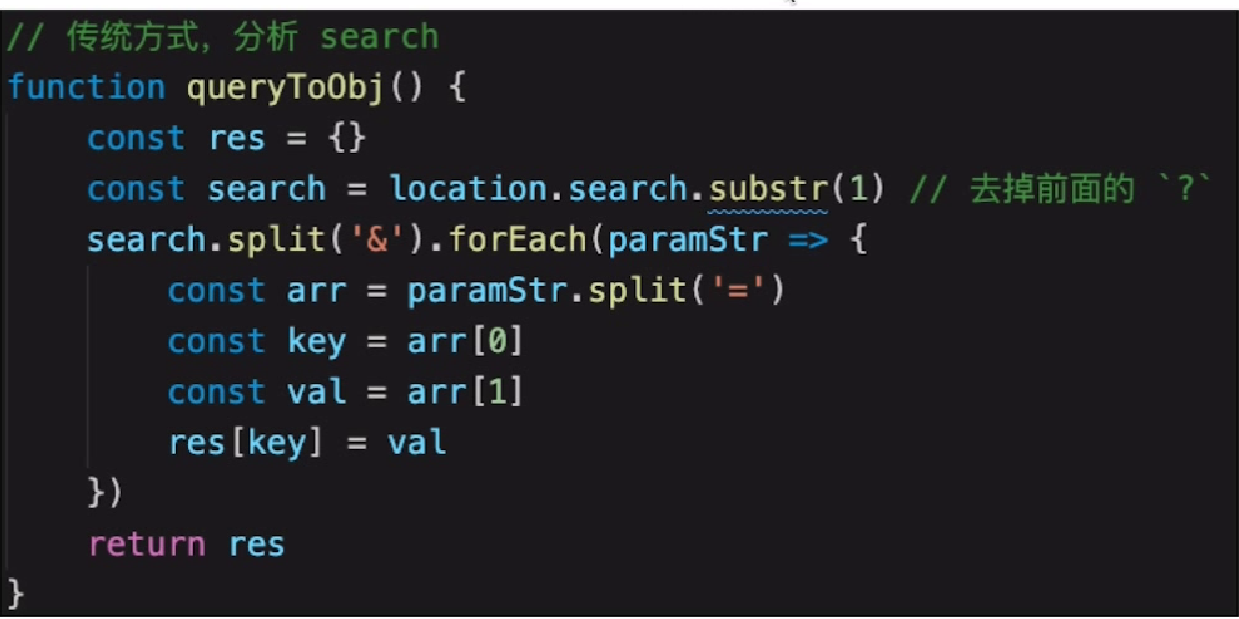 // 传统方式，分析 search
function queryToObj() {
    const res = {}
    const search = location.search.substr(1) // 去掉前面的 `?`
    search.split('&').forEach(paramStr => {
        const arr = paramStr.split('=')
        const key = arr[0]
        const val = arr[1]
        res[key] = val
    })
    return res
}